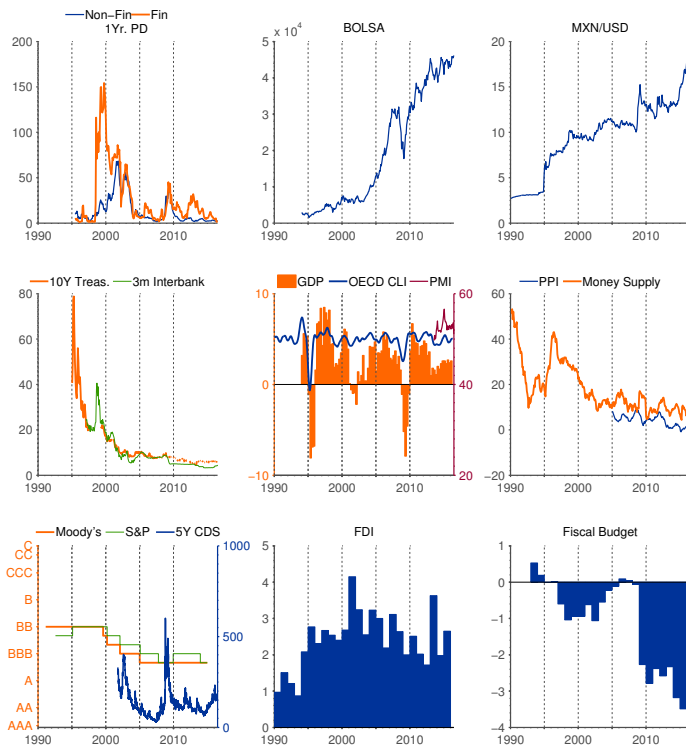 Non-Fin Fin
1Yr. PD
200
150
100
50
0
1990 2000 2010
BOLSA
5 x 10⁴
4
3
2
1
0
1990 2000 2010
MXN/USD
20
15
10
5
0
1990 2000 2010
10Y Treas. 3m Interbank
80
60
40
20
0
1990 2000 2010
GDP OECD CLI PMI
10
0
−10
60
40
20
1990 2000 2010
PPI Money Supply
60
40
20
0
−20
1990 2000 2010
Moody's S&P 5Y CDS
C
CC
CCC
B
BB
BBB
A
AA
AAA
1000
500
0
1990 2000 2010
FDI
5
4
3
2
1
0
1990 2000 2010
Fiscal Budget
1
0
−1
−2
−3
−4
1990 2000 2010